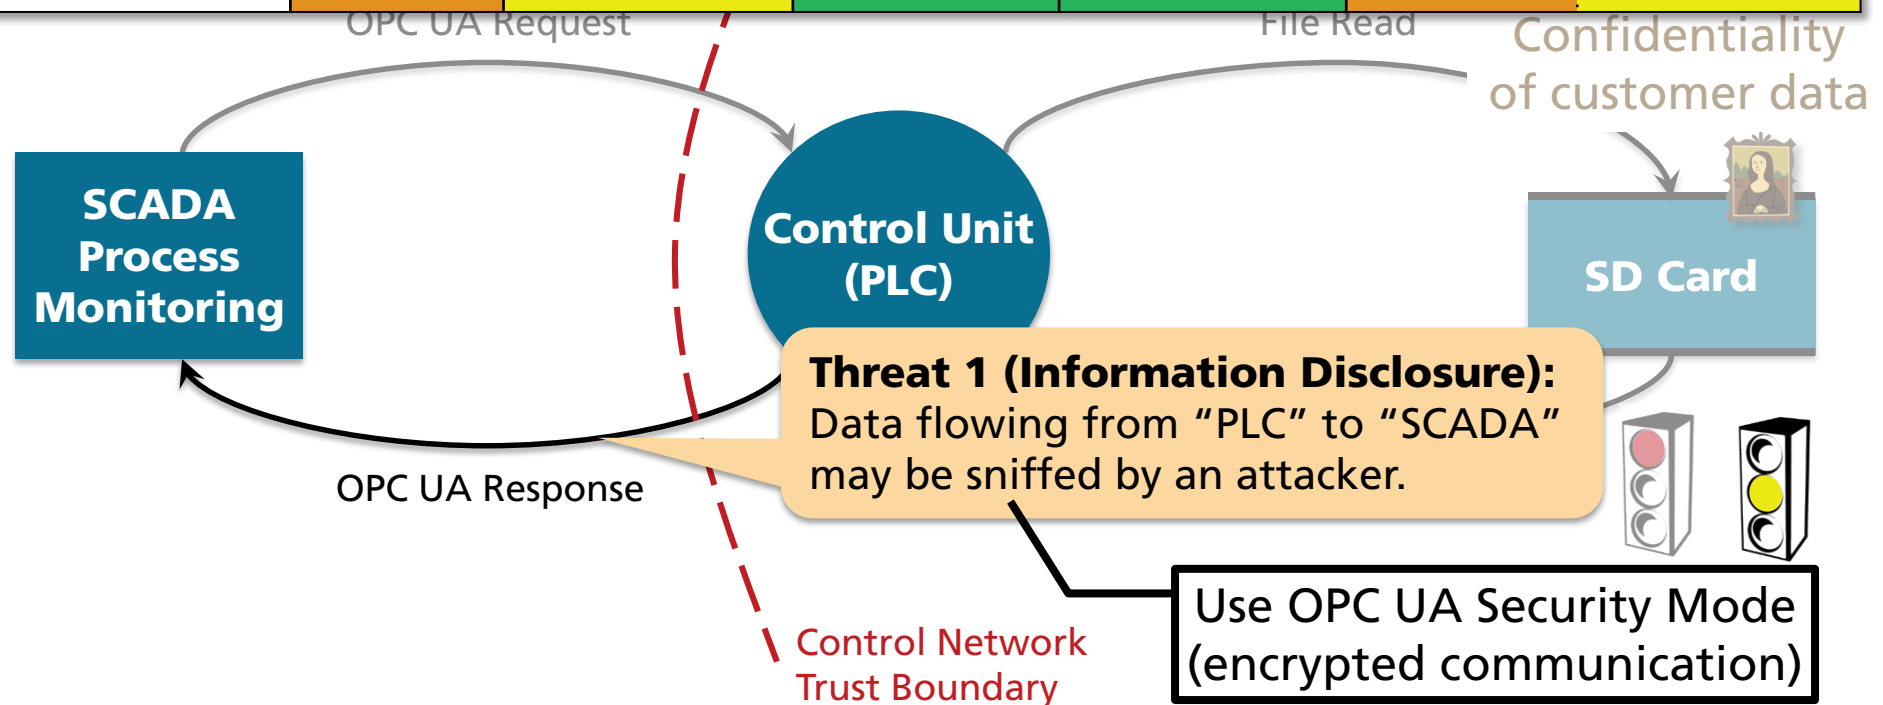 OPC UA Request
File Read
Confidentiality
of customer data
SCADA
Process
Monitoring
Control Unit
(PLC)
SD Card
Threat 1 (Information Disclosure):
Data flowing from “PLC” to “SCADA”
may be sniffed by an attacker.
OPC UA Response
Use OPC UA Security Mode
(encrypted communication)
Control Network
Trust Boundary